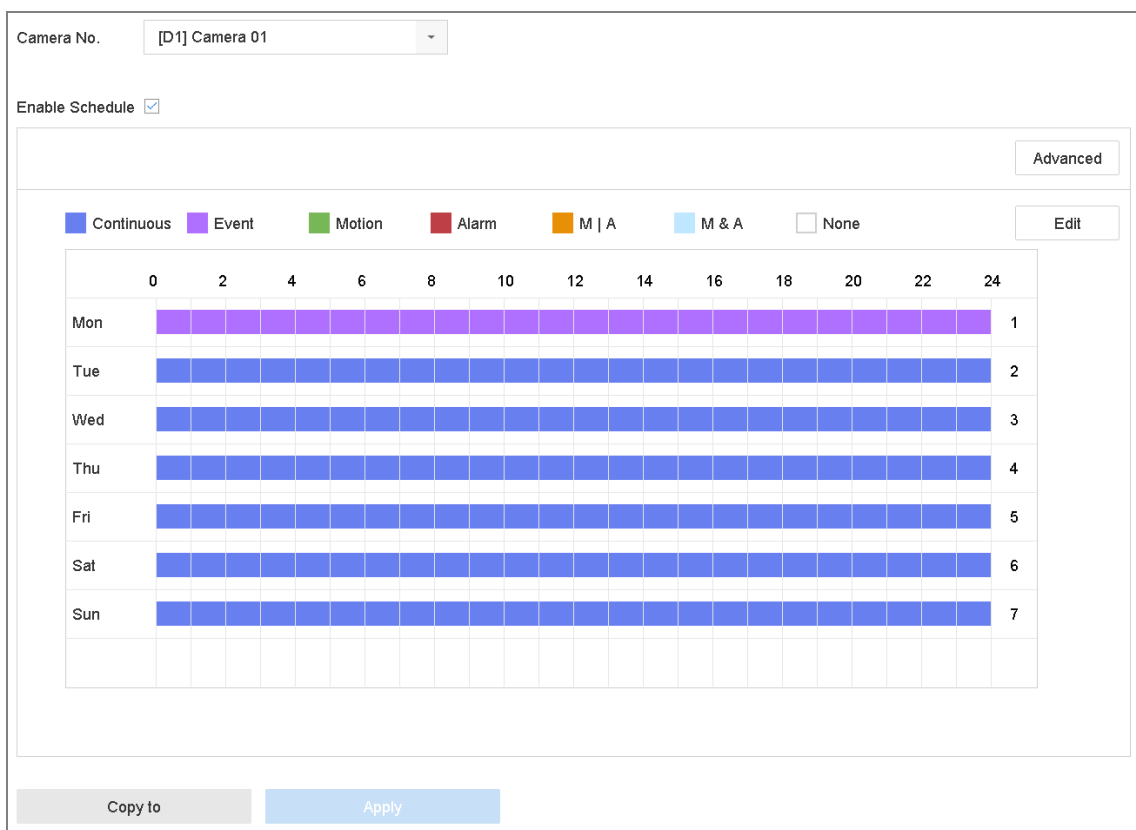 Camera No. [D1] Camera 01
Enable Schedule
Advanced
Continuous Event Motion Alarm M | A M & A None Edit
0 2 4 6 8 10 12 14 16 18 20 22 24
Mon 1
Tue 2
Wed 3
Thu 4
Fri 5
Sat 6
Sun 7
Copy to Apply